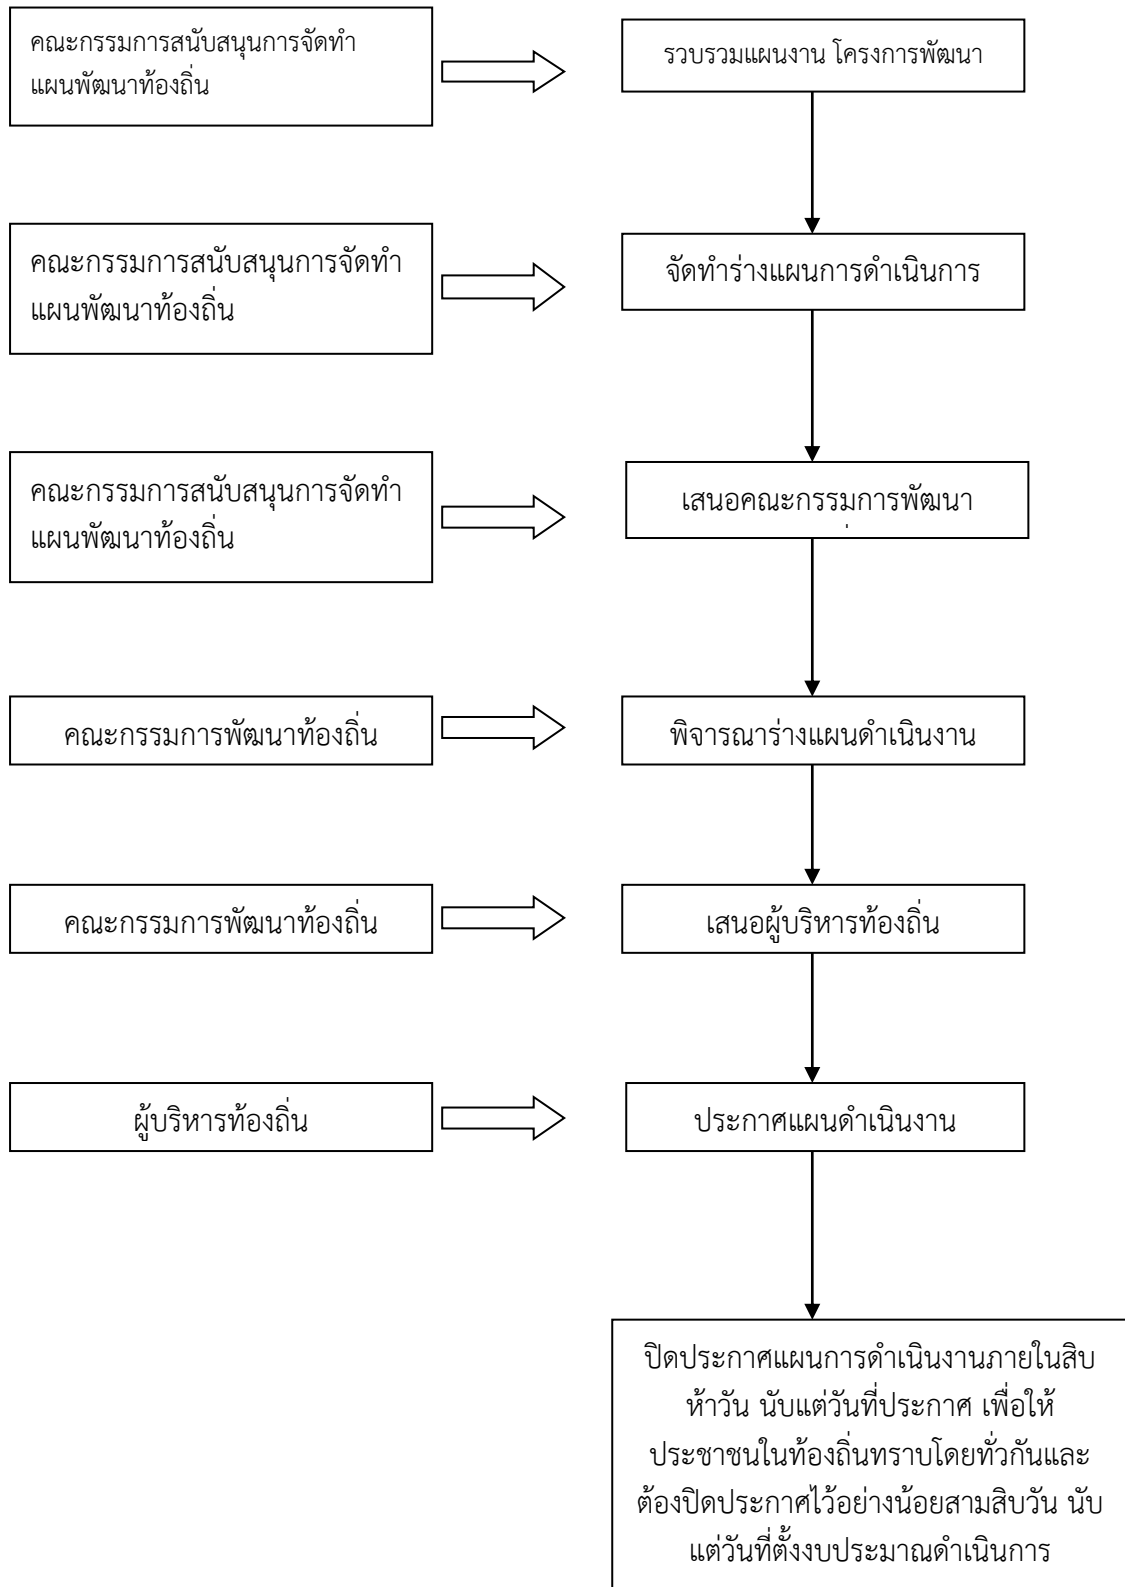 คณะกรรมการสนับสนุนการจัดทำ
แผนพัฒนาท้องถิ่น
รวบรวมแผนงาน โครงการพัฒนา
คณะกรรมการสนับสนุนการจัดทำ
แผนพัฒนาท้องถิ่น
จัดทำร่างแผนการดำเนินการ
คณะกรรมการสนับสนุนการจัดทำ
แผนพัฒนาท้องถิ่น
เสนอคณะกรรมการพัฒนา
คณะกรรมการพัฒนาท้องถิ่น
พิจารณาร่างแผนดำเนินงาน
คณะกรรมการพัฒนาท้องถิ่น
เสนอผู้บริหารท้องถิ่น
ผู้บริหารท้องถิ่น
ประกาศแผนดำเนินงาน
ปิดประกาศแผนการดำเนินงานภายในสิบ
ห้าวัน นับแต่วันที่ประกาศ เพื่อให้
ประชาชนในท้องถิ่นทราบโดยทั่วกันและ
ต้องปิดประกาศไว้อย่างน้อยสามสิบวัน นับ
แต่วันที่ตั้งงบประมาณดำเนินการ